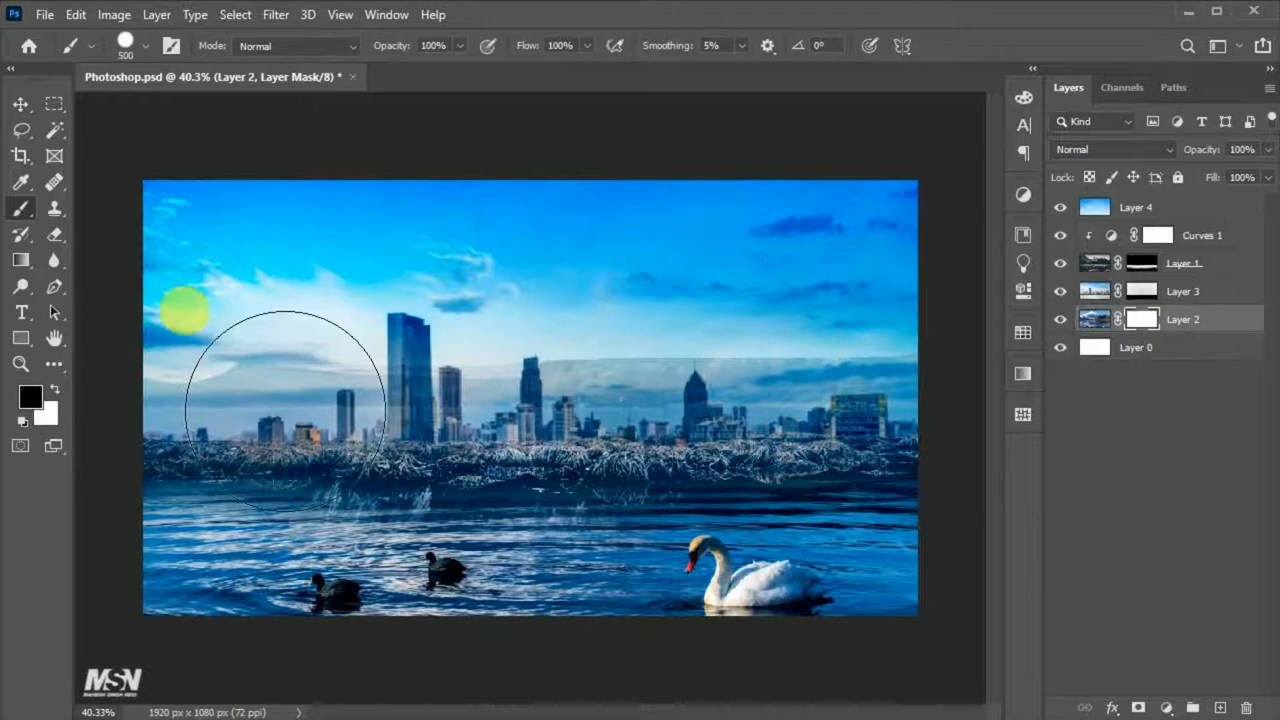 Ps File Edit Image Layer Type Select Filter 3D View Window Help
500 Mode: Normal Opacity: 100% Flow: 100% Smoothing: 5% 0°
Photoshop.psd @ 40.3% (Layer 2, Layer Mask/8) * ×
Layers Channels Paths
Kind
Normal Opacity: 100%
Lock: Fill: 100%
Layer 4
Curves 1
Layer 1
Layer 3
Layer 2
Layer 0
MSN
40.33% 1920 px x 1080 px (72 ppi)